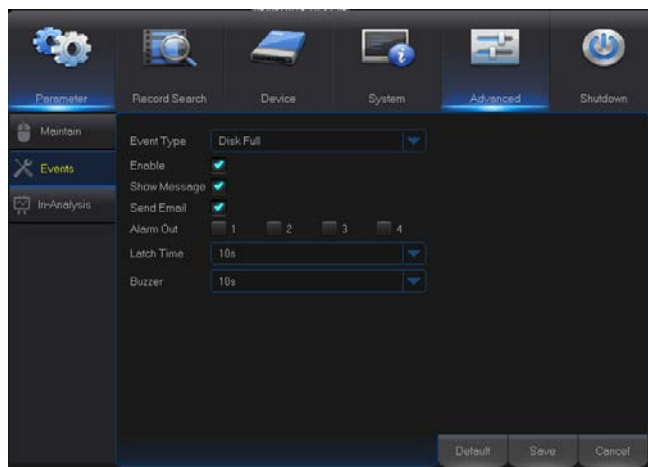 Parameter
Record Search
Device
System
Advanced
Shutdown
Maintain
Events
In-Analysis
Event Type Disk Full
Enable
Show Message
Send Email
Alarm Out 1 2 3 4
Latch Time 10s
Buzzer 10s
Default Save Cancel